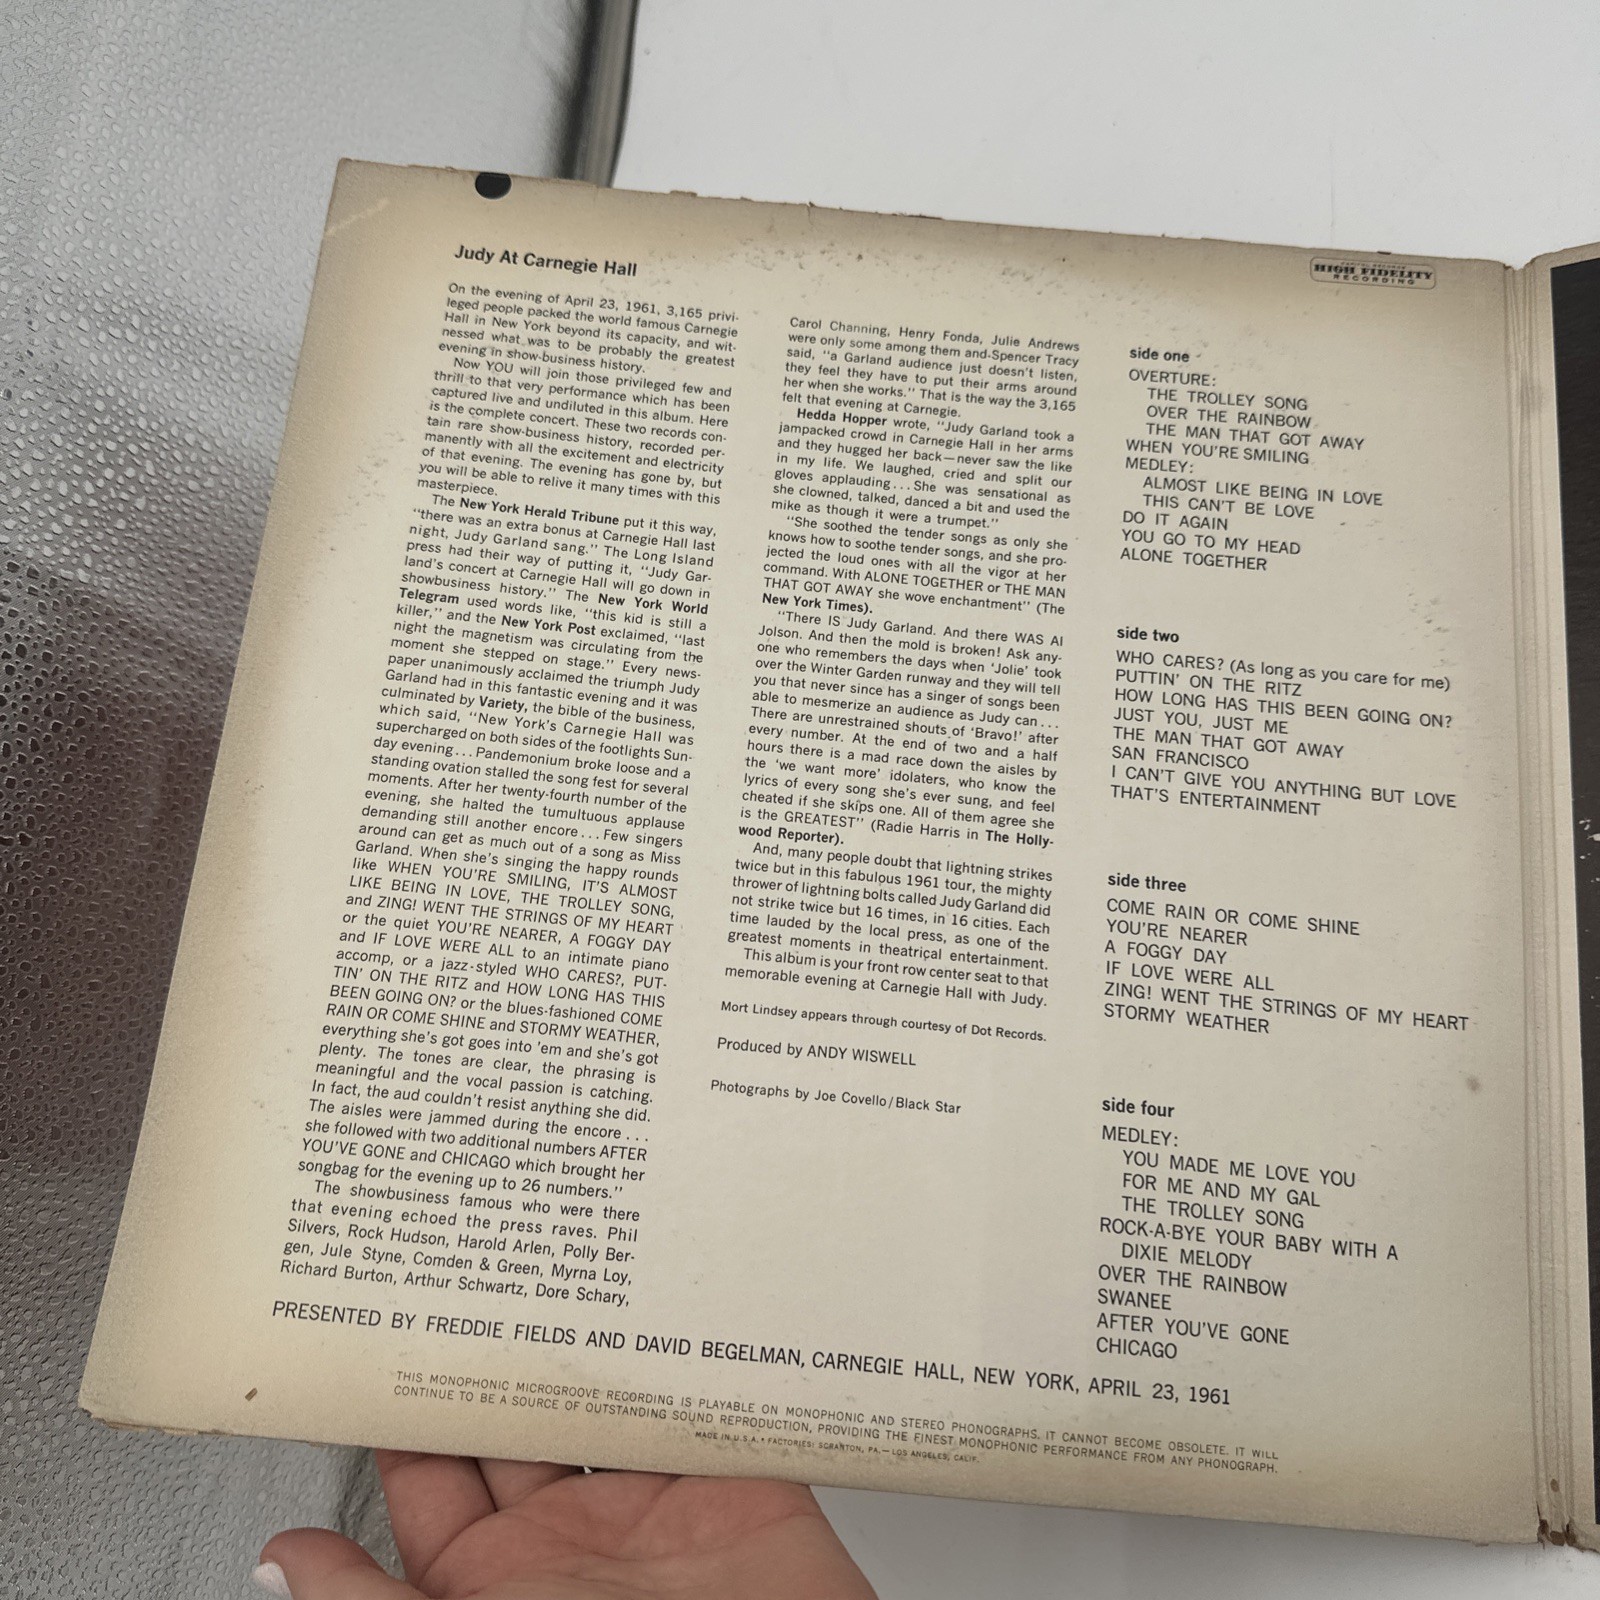 Judy At Carnegie Hall
On the evening of April 23, 1961, 3,165 privi-
leged people packed the world famous Carnegie
Hall in New York beyond its capacity, and wit-
nessed what was to be probably the greatest
evening in show-business history.
Now YOU will join those privileged few and
thrill to that very performance which has been
captured live and undiluted in this album. Here
is the complete concert. These two records con-
tain rare show-business history, recorded per-
manently with all the excitement and electricity
of that evening. The evening has gone by, but
you will be able to relive it many times with this
masterpiece.
The New York Herald Tribune put it this way,
"there was an extra bonus at Carnegie Hall last
night, Judy Garland sang." The Long Island
press had their way of putting it, "Judy Gar-
land's concert at Carnegie Hall will go down in
showbusiness history." The New York World
Telegram used words like, "this kid is still a
killer," and the New York Post exclaimed, "last
night the magnetism was circulating from the
moment she stepped on stage." Every news-
paper unanimously acclaimed the triumph Judy
Garland had in this fantastic evening and it was
culminated by Variety, the bible of the business,
which said, "New York's Carnegie Hall was
supercharged on both sides of the footlights Sun-
day evening... Pandemonium broke loose and a
standing ovation stalled the song fest for several
moments. After her twenty-fourth number of the
evening, she halted the tumultuous applause
demanding still another encore... Few singers
around can get as much out of a song as Miss
Garland. When she's singing the happy rounds
like WHEN YOU'RE SMILING, IT'S ALMOST
LIKE BEING IN LOVE, THE TROLLEY SONG,
and ZING! WENT THE STRINGS OF MY HEART
or the quiet YOU'RE NEARER, A FOGGY DAY
and IF LOVE WERE ALL to an intimate piano
accomp, or a jazz-styled WHO CARES?, PUT-
TIN' ON THE RITZ and HOW LONG HAS THIS
BEEN GOING ON? or the blues-fashioned COME
RAIN OR COME SHINE and STORMY WEATHER,
everything she's got goes into 'em and she's got
plenty. The tones are clear, the phrasing is
meaningful and the vocal passion is catching.
In fact, the aud couldn't resist anything she did.
The aisles were jammed during the encore . . .
she followed with two additional numbers AFTER
YOU'VE GONE and CHICAGO which brought her
songbag for the evening up to 26 numbers."
The showbusiness famous who were there
that evening echoed the press raves. Phil
Silvers, Rock Hudson, Harold Arlen, Polly Ber-
gen, Jule Styne, Comden & Green, Myrna Loy,
Richard Burton, Arthur Schwartz, Dore Schary,
Carol Channing, Henry Fonda, Julie Andrews
were only some among them and Spencer Tracy
said, "a Garland audience just doesn't listen,
they feel they have to put their arms around
her when she works." That is the way the 3,165
felt that evening at Carnegie.
Hedda Hopper wrote, "Judy Garland took a
jampacked crowd in Carnegie Hall in her arms
and they hugged her back—never saw the like
in my life. We laughed, cried and split our
gloves applauding... She was sensational as
she clowned, talked, danced a bit and used the
mike as though it were a trumpet."
"She soothed the tender songs as only she
knows how to soothe tender songs, and she pro-
jected the loud ones with all the vigor at her
command. With ALONE TOGETHER or THE MAN
THAT GOT AWAY she wove enchantment" (The
New York Times).
"There IS Judy Garland. And there WAS Al
Jolson. And then the mold is broken! Ask any-
one who remembers the days when 'Jolie' took
over the Winter Garden runway and they will tell
you that never since has a singer of songs been
able to mesmerize an audience as Judy can...
There are unrestrained shouts of 'Bravo!' after
every number. At the end of two and a half
hours there is a mad race down the aisles by
the 'we want more' idolaters, who know the
lyrics of every song she's ever sung, and feel
cheated if she skips one. All of them agree she
is the GREATEST" (Radie Harris in The Holly-
wood Reporter).
And, many people doubt that lightning strikes
twice but in this fabulous 1961 tour, the mighty
thrower of lightning bolts called Judy Garland did
not strike twice but 16 times, in 16 cities. Each
time lauded by the local press, as one of the
greatest moments in theatrical entertainment.
This album is your front row center seat to that
memorable evening at Carnegie Hall with Judy.
Mort Lindsey appears through courtesy of Dot Records.
Produced by ANDY WISWELL
Photographs by Joe Covello/Black Star
HIGH FIDELITY
RECORDING
side one
OVERTURE:
THE TROLLEY SONG
OVER THE RAINBOW
THE MAN THAT GOT AWAY
WHEN YOU'RE SMILING
MEDLEY:
ALMOST LIKE BEING IN LOVE
THIS CAN'T BE LOVE
DO IT AGAIN
YOU GO TO MY HEAD
ALONE TOGETHER
side two
WHO CARES? (As long as you care for me)
PUTTIN' ON THE RITZ
HOW LONG HAS THIS BEEN GOING ON?
JUST YOU, JUST ME
THE MAN THAT GOT AWAY
SAN FRANCISCO
I CAN'T GIVE YOU ANYTHING BUT LOVE
THAT'S ENTERTAINMENT
side three
COME RAIN OR COME SHINE
YOU'RE NEARER
A FOGGY DAY
IF LOVE WERE ALL
ZING! WENT THE STRINGS OF MY HEART
STORMY WEATHER
side four
MEDLEY:
YOU MADE ME LOVE YOU
FOR ME AND MY GAL
THE TROLLEY SONG
ROCK-A-BYE YOUR BABY WITH A
DIXIE MELODY
OVER THE RAINBOW
SWANEE
AFTER YOU'VE GONE
CHICAGO
PRESENTED BY FREDDIE FIELDS AND DAVID BEGELMAN, CARNEGIE HALL, NEW YORK, APRIL 23, 1961
THIS MONOPHONIC MICROGROOVE RECORDING IS PLAYABLE ON MONOPHONIC AND STEREO PHONOGRAPHS. IT CANNOT BECOME OBSOLETE. IT WILL
CONTINUE TO BE A SOURCE OF OUTSTANDING SOUND REPRODUCTION, PROVIDING THE FINEST MONOPHONIC PERFORMANCE FROM ANY PHONOGRAPH.
MADE IN U.S.A. • FACTORIES: SCRANTON, PA.—LOS ANGELES, CALIF.